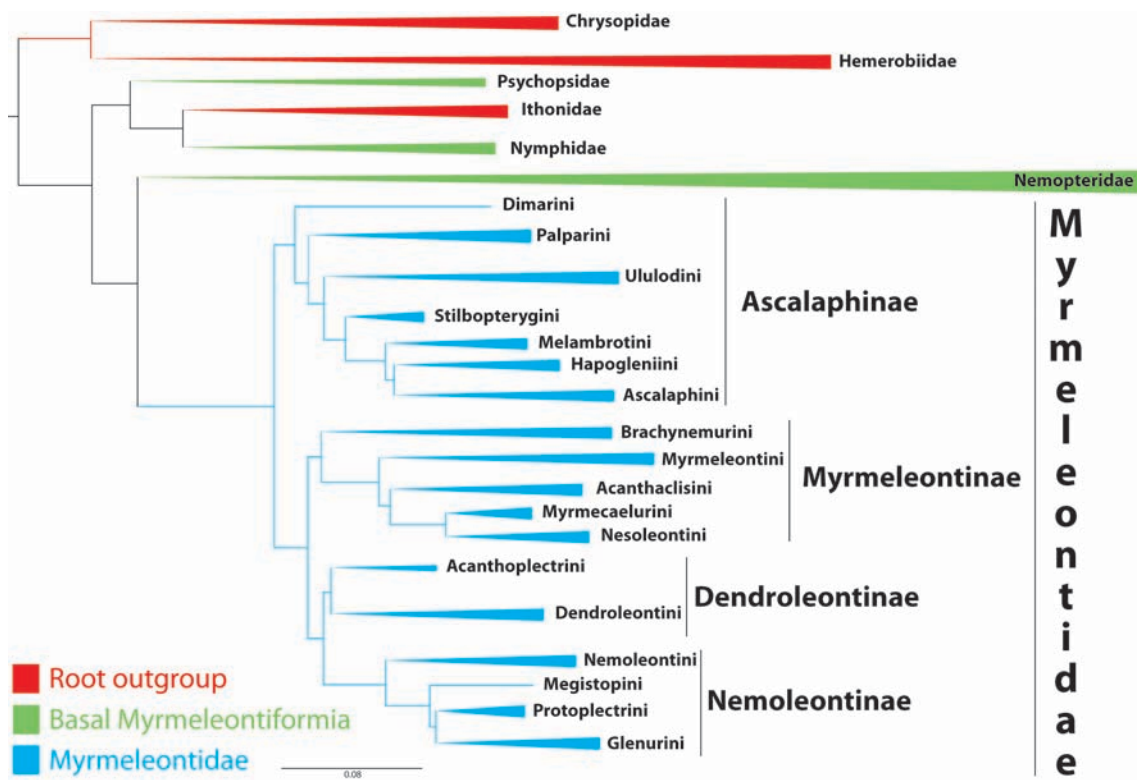 Chrysopidae
Hemerobiidae
Psychopsidae
Ithonidae
Nymphidae
Nemopteridae
Dimarini
Palparini
Ululodini
Stilbopterygini
Melambrotini
Hapogleniini
Ascalaphini
Ascalaphinae
Brachynemurini
Myrmeleontini
Acanthaclisini
Myrmecaelurini
Nesoleontini
Myrmeleontinae
Acanthoplectrini
Dendroleontini
Dendroleontinae
Nemoleontini
Megistopini
Protoplectrini
Glenurini
Nemoleontinae
Myrmeleontidae
Root outgroup
Basal Myrmeleontiformia
Myrmeleontidae
0.08